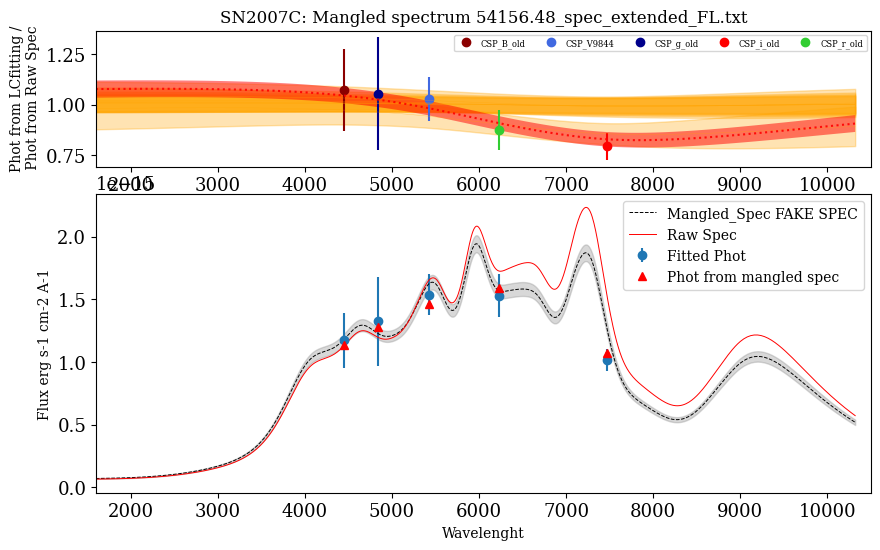 SN2007C: Mangled spectrum 54156.48_spec_extended_FL.txt
Phot from LCfitting /
Phot from Raw Spec
1.25
1.00
0.75
CSP_B_old
CSP_V9844
CSP_g_old
CSP_i_old
CSP_r_old
2000 3000 4000 5000 6000 7000 8000 9000 10000
1e−15
Flux erg s-1 cm-2 A-1
2.0
1.5
1.0
0.5
0.0
Mangled_Spec FAKE SPEC
Raw Spec
Fitted Phot
Phot from mangled spec
2000 3000 4000 5000 6000 7000 8000 9000 10000
Wavelenght